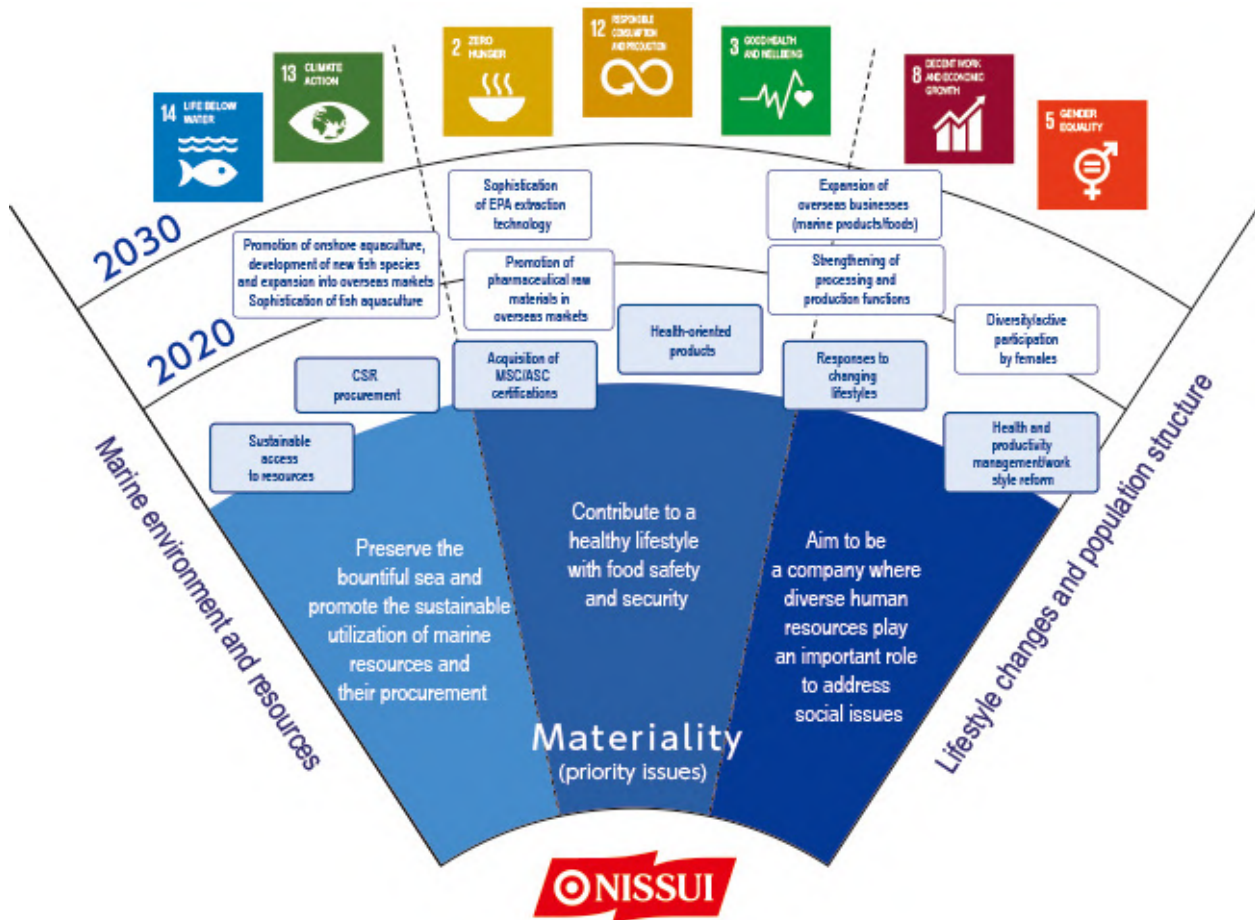 14 LIFE BELOW
WATER
13 CLIMATE
ACTION
2 ZERO
HUNGER
12 RESPONSIBLE
CONSUMPTION
AND PRODUCTION
3 GOOD HEALTH
AND WELLBEING
8 DECENT WORK
AND ECONOMIC
GROWTH
5 GENDER
EQUALITY
2030
2020
Sophistication
of EPA extraction
technology
Expansion of
overseas businesses
(marine products/foods)
Promotion of onshore aquaculture,
development of new fish species
and expansion into overseas markets
Sophistication of fish aquaculture
Promotion of
pharmaceutical raw
materials in
overseas markets
Strengthening of
processing and
production functions
Health-oriented
products
Diversity/active
participation
by females
CSR
procurement
Acquisition of
MSC/ASC
certifications
Responses to
changing
lifestyles
Sustainable
access
to resources
Health and
productivity
management/work
style reform
Marine environment and resources
Preserve the
bountiful sea and
promote the sustainable
utilization of marine
resources and
their procurement
Contribute to a
healthy lifestyle
with food safety
and security
Aim to be
a company where
diverse human
resources play
an important role
to address
social issues
Lifestyle changes and population structure
Materiality
(priority issues)
NISSUI